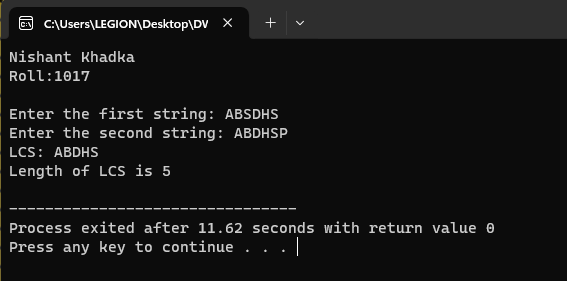 C:\Users\LEGION\Desktop\DW
Nishant Khadka
Roll:1017
Enter the first string: ABSDHS
Enter the second string: ABDHSP
LCS: ABDHS
Length of LCS is 5
--------------------------------
Process exited after 11.62 seconds with return value 0
Press any key to continue . . .